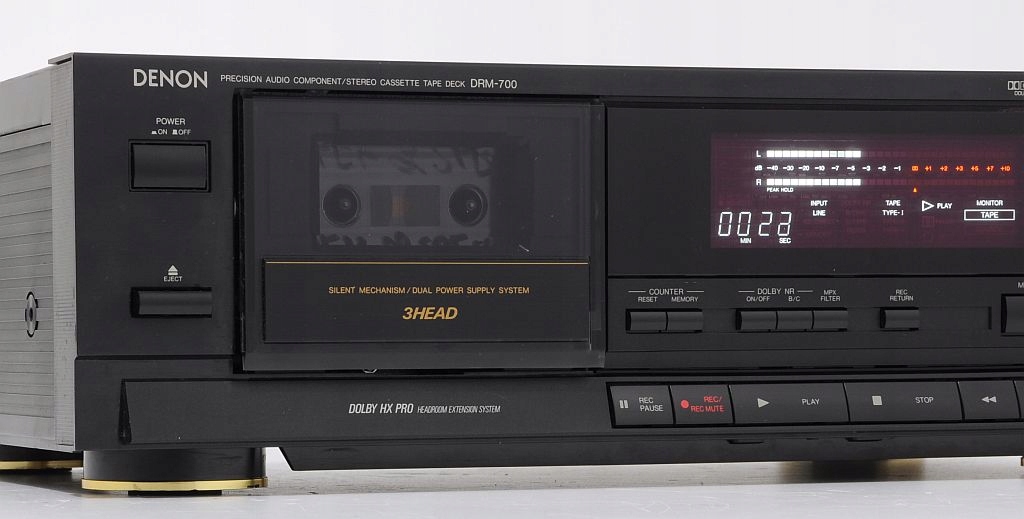 DENON PRECISION AUDIO COMPONENT/STEREO CASSETTE TAPE DECK DRM-700
POWER
ON OFF
EJECT
SILENT MECHANISM/DUAL POWER SUPPLY SYSTEM
3HEAD
DOLBY HX PRO HEADROOM EXTENSION SYSTEM
L
dB -40 -30 -20 -10 -7 -5 -3 -2 -1 +1 +2 +3 +5 +7 +10
R
PEAK HOLD
INPUT
LINE
TAPE
TYPE-I
PLAY
MONITOR
TAPE
MIN SEC
COUNTER
RESET MEMORY
DOLBY NR
ON/OFF B/C
MPX
FILTER
REC
RETURN
REC
PAUSE
REC/
REC MUTE
PLAY
STOP